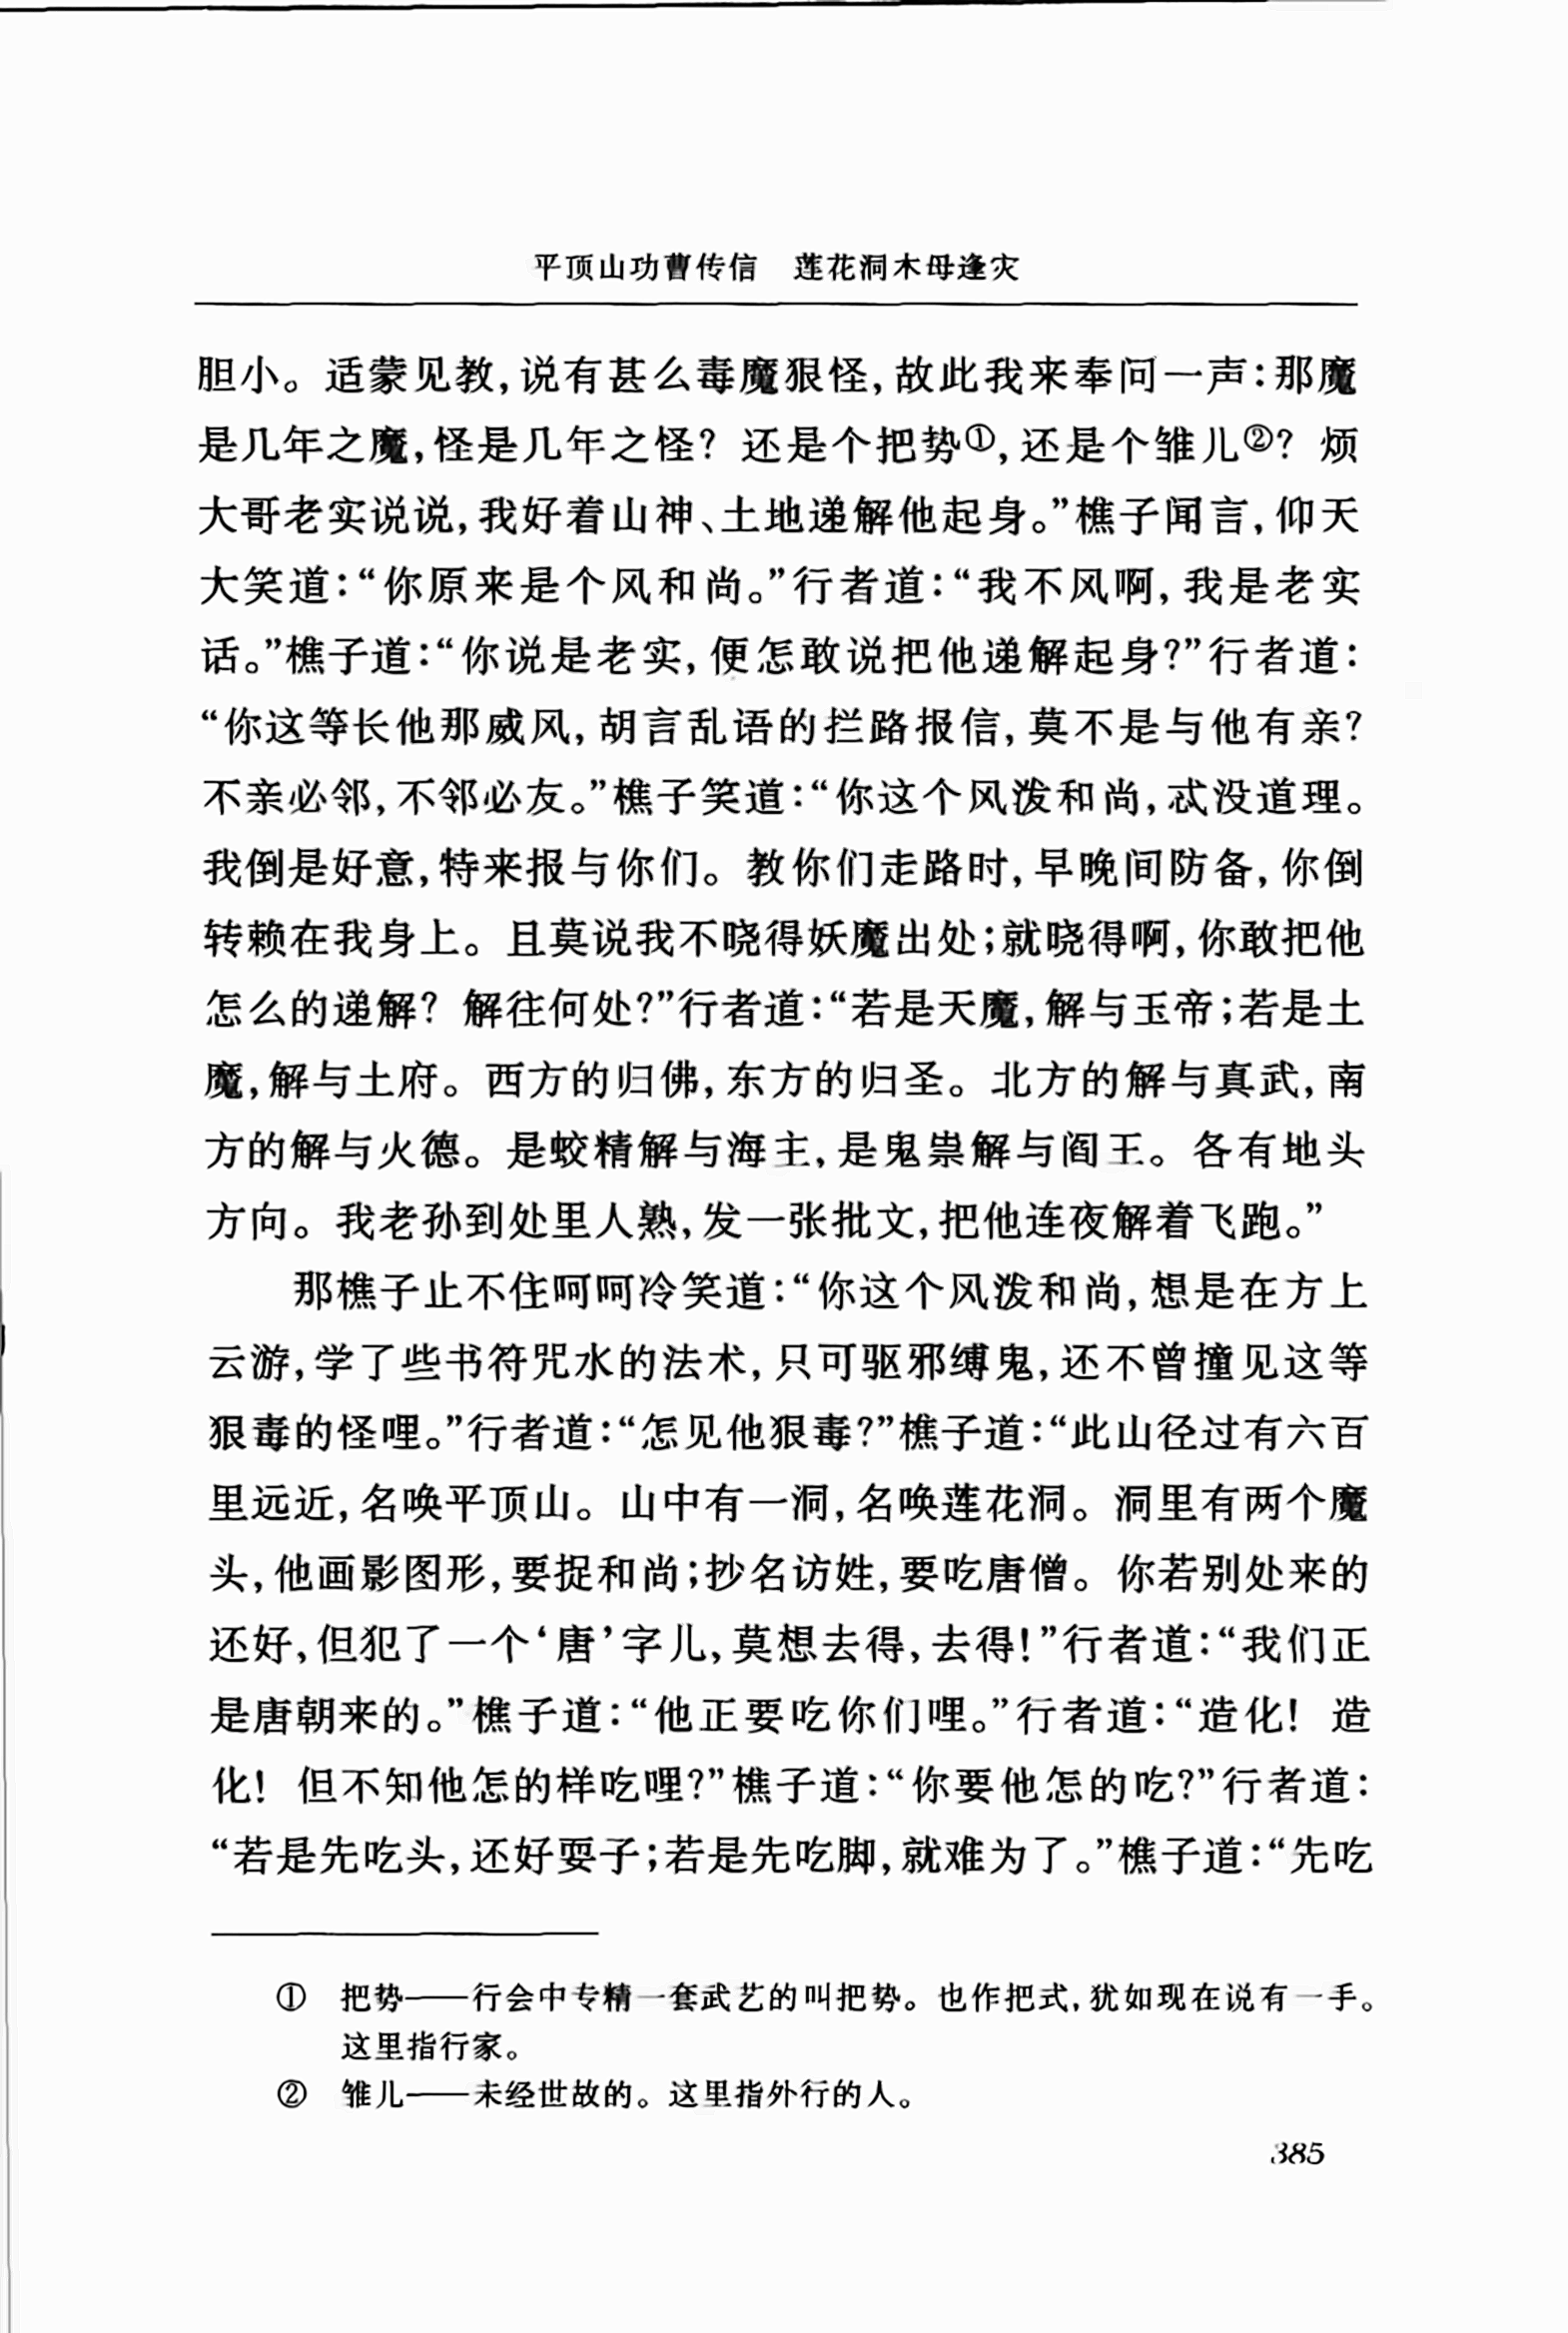 平顶山功曹传信　莲花洞木母逢灾
胆小。适蒙见教,说有甚么毒魔狠怪,故此我来奉问一声:那魔
是几年之魔,怪是几年之怪？还是个把势①,还是个雏儿②？烦
大哥老实说说,我好着山神、土地递解他起身。”樵子闻言,仰天
大笑道:“你原来是个风和尚。”行者道:“我不风啊,我是老实
话。”樵子道:“你说是老实,便怎敢说把他递解起身?”行者道:
“你这等长他那威风,胡言乱语的拦路报信,莫不是与他有亲？
不亲必邻,不邻必友。”樵子笑道:“你这个风泼和尚,忒没道理。
我倒是好意,特来报与你们。教你们走路时,早晚间防备,你倒
转赖在我身上。且莫说我不晓得妖魔出处;就晓得啊,你敢把他
怎么的递解？解往何处?”行者道:“若是天魔,解与玉帝;若是土
魔,解与土府。西方的归佛,东方的归圣。北方的解与真武,南
方的解与火德。是蛟精解与海主,是鬼祟解与阎王。各有地头
方向。我老孙到处里人熟,发一张批文,把他连夜解着飞跑。”
那樵子止不住呵呵冷笑道:“你这个风泼和尚,想是在方上
云游,学了些书符咒水的法术,只可驱邪缚鬼,还不曾撞见这等
狠毒的怪哩。”行者道:“怎见他狠毒?”樵子道:“此山径过有六百
里远近,名唤平顶山。山中有一洞,名唤莲花洞。洞里有两个魔
头,他画影图形,要捉和尚;抄名访姓,要吃唐僧。你若别处来的
还好,但犯了一个‘唐’字儿,莫想去得,去得!”行者道:“我们正
是唐朝来的。”樵子道:“他正要吃你们哩。”行者道:“造化！造
化！但不知他怎的样吃哩?”樵子道:“你要他怎的吃?”行者道:
“若是先吃头,还好耍子;若是先吃脚,就难为了。”樵子道:“先吃
①　把势——行会中专精一套武艺的叫把势。也作把式,犹如现在说有一手。
这里指行家。
②　雏儿——未经世故的。这里指外行的人。
385